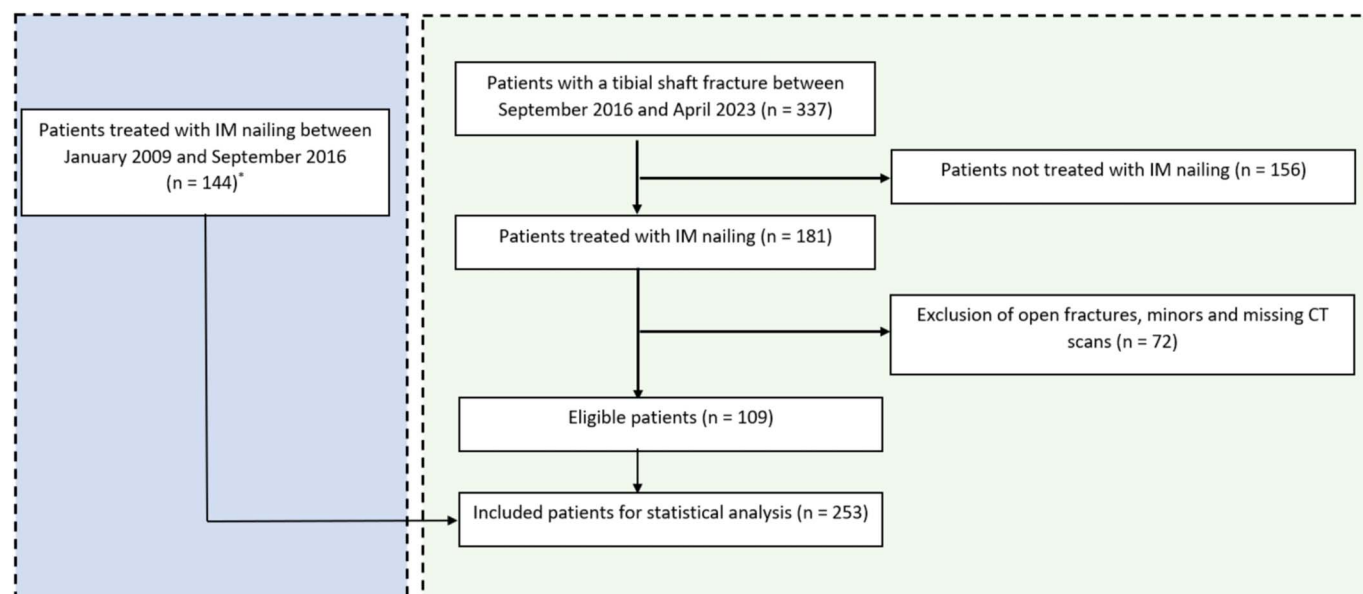 Patients treated with IM nailing between
January 2009 and September 2016
(n = 144)*
Patients with a tibial shaft fracture between
September 2016 and April 2023 (n = 337)
Patients not treated with IM nailing (n = 156)
Patients treated with IM nailing (n = 181)
Exclusion of open fractures, minors and missing CT
scans (n = 72)
Eligible patients (n = 109)
Included patients for statistical analysis (n = 253)